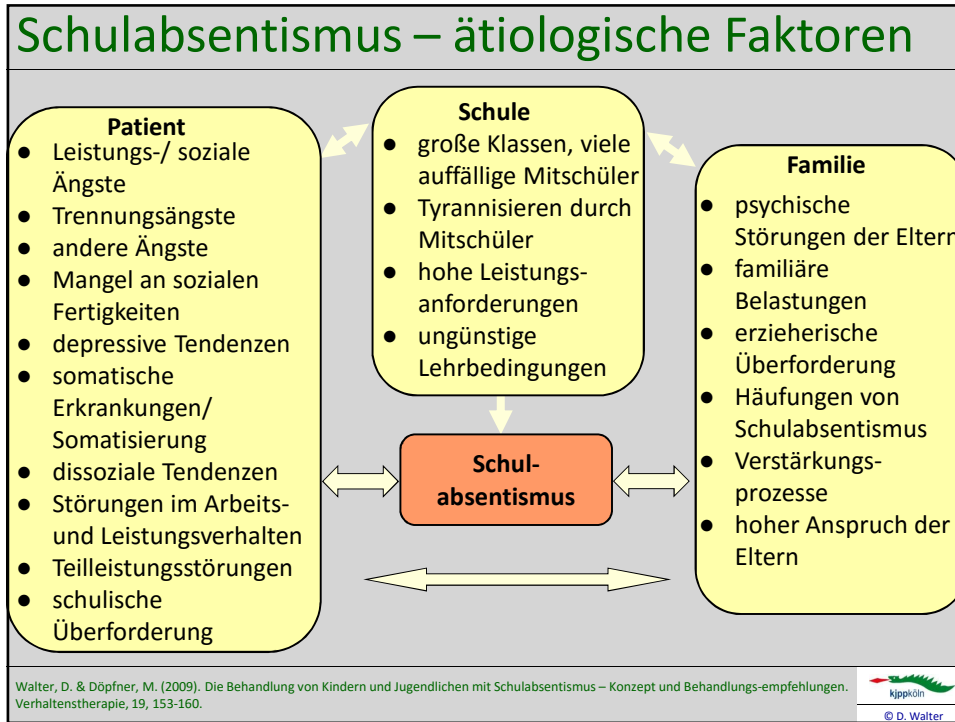 Schulabsentismus – ätiologische Faktoren
Patient
● Leistungs-/ soziale
Ängste
● Trennungsängste
● andere Ängste
● Mangel an sozialen
Fertigkeiten
● depressive Tendenzen
● somatische
Erkrankungen/
Somatisierung
● dissoziale Tendenzen
● Störungen im Arbeits-
und Leistungsverhalten
● Teilleistungsstörungen
● schulische
Überforderung
Schule
● große Klassen, viele
auffällige Mitschüler
● Tyrannisieren durch
Mitschüler
● hohe Leistungs-
anforderungen
● ungünstige
Lehrbedingungen
Schul-
absentismus
Familie
● psychische
Störungen der Eltern
● familiäre
Belastungen
● erzieherische
Überforderung
● Häufungen von
Schulabsentismus
● Verstärkungs-
prozesse
● hoher Anspruch der
Eltern
Walter, D. & Döpfner, M. (2009). Die Behandlung von Kindern und Jugendlichen mit Schulabsentismus – Konzept und Behandlungs-empfehlungen.
Verhaltenstherapie, 19, 153-160.
kjppköln
© D. Walter